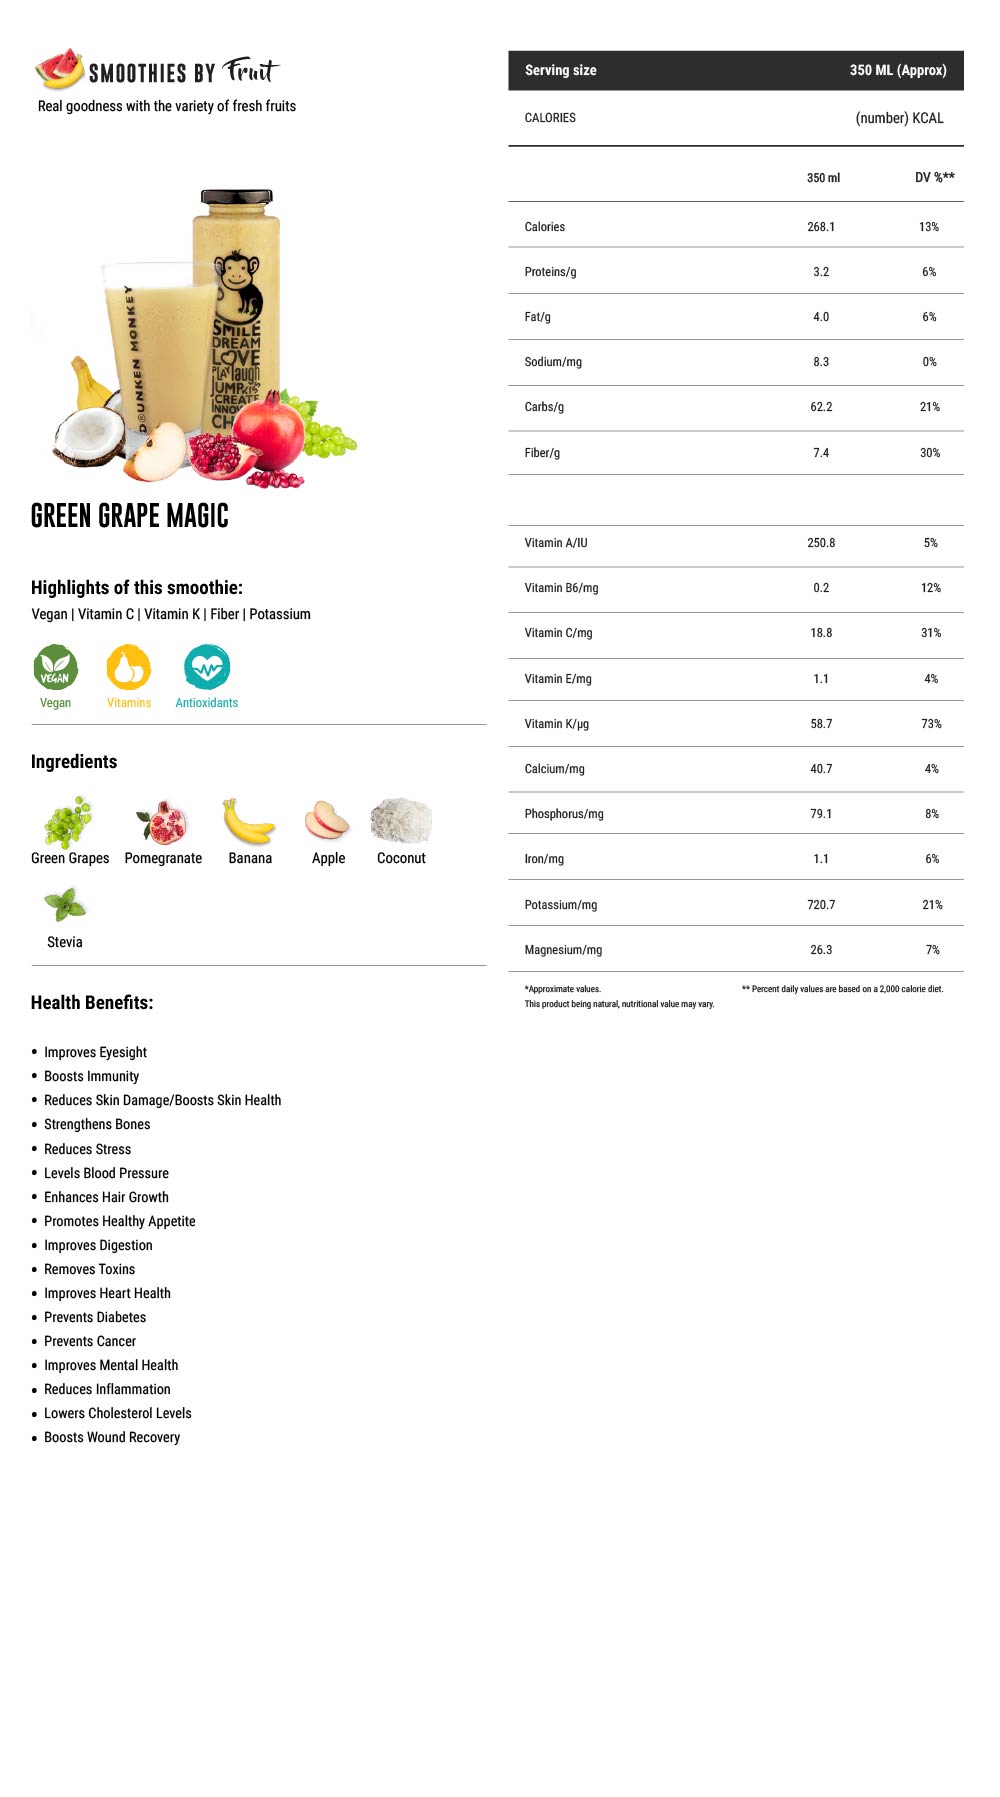 SMOOTHIES BY Fruit
Real goodness with the variety of fresh fruits
DRUNKEN MONKEY
SMILE
DREAM
LOVE
PLAY laugh
JUMP KISS
CREATE
GREEN GRAPE MAGIC
Highlights of this smoothie:
Vegan | Vitamin C | Vitamin K | Fiber | Potassium
VEGAN
Vegan Vitamins Antioxidants
Ingredients
Green Grapes Pomegranate Banana Apple Coconut
Stevia
Health Benefits:
• Improves Eyesight
• Boosts Immunity
• Reduces Skin Damage/Boosts Skin Health
• Strengthens Bones
• Reduces Stress
• Levels Blood Pressure
• Enhances Hair Growth
• Promotes Healthy Appetite
• Improves Digestion
• Removes Toxins
• Improves Heart Health
• Prevents Diabetes
• Prevents Cancer
• Improves Mental Health
• Reduces Inflammation
• Lowers Cholesterol Levels
• Boosts Wound Recovery
Serving size 350 ML (Approx)
CALORIES (number) KCAL
350 ml DV %**
Calories 268.1 13%
Proteins/g 3.2 6%
Fat/g 4.0 6%
Sodium/mg 8.3 0%
Carbs/g 62.2 21%
Fiber/g 7.4 30%
Vitamin A/IU 250.8 5%
Vitamin B6/mg 0.2 12%
Vitamin C/mg 18.8 31%
Vitamin E/mg 1.1 4%
Vitamin K/µg 58.7 73%
Calcium/mg 40.7 4%
Phosphorus/mg 79.1 8%
Iron/mg 1.1 6%
Potassium/mg 720.7 21%
Magnesium/mg 26.3 7%
*Approximate values. ** Percent daily values are based on a 2,000 calorie diet.
This product being natural, nutritional value may vary.